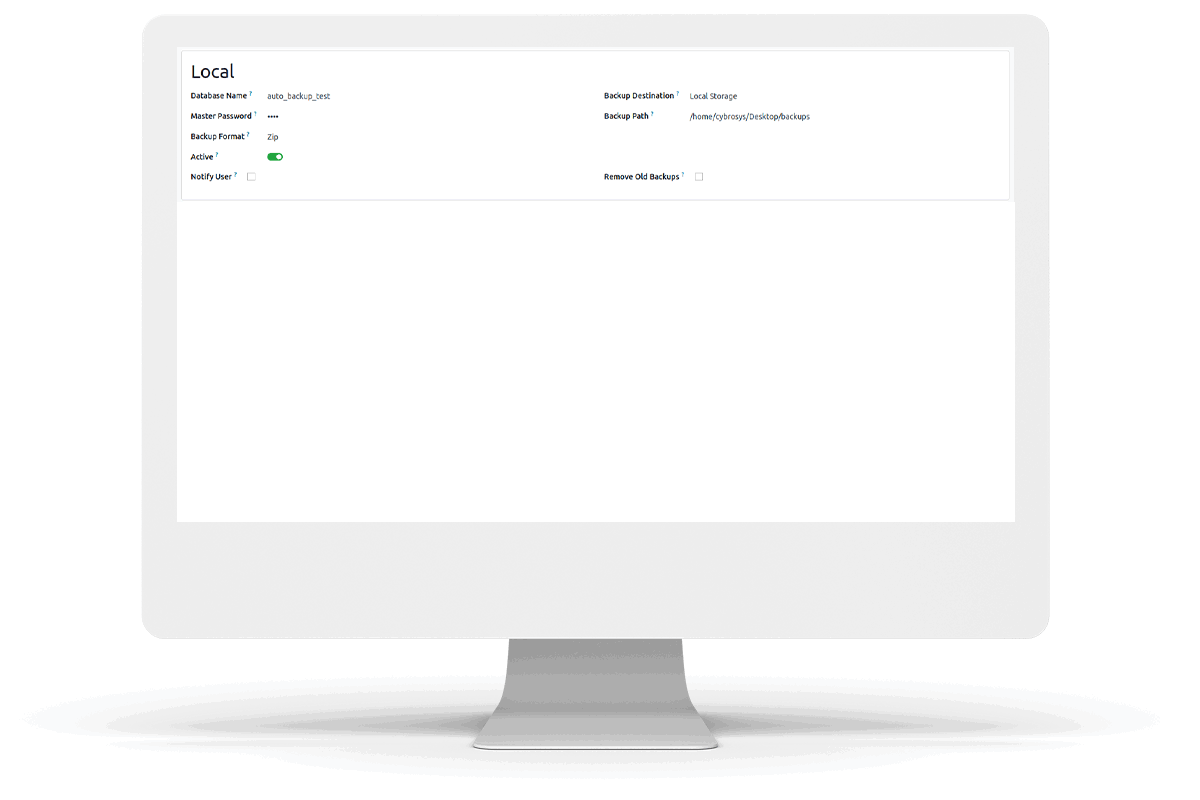 Local
Database Name ? auto_backup_test
Backup Destination ? Local Storage
Master Password ? ••••
Backup Path ? /home/cybrosys/Desktop/backups
Backup Format ? Zip
Active ?
Notify User ?
Remove Old Backups ?